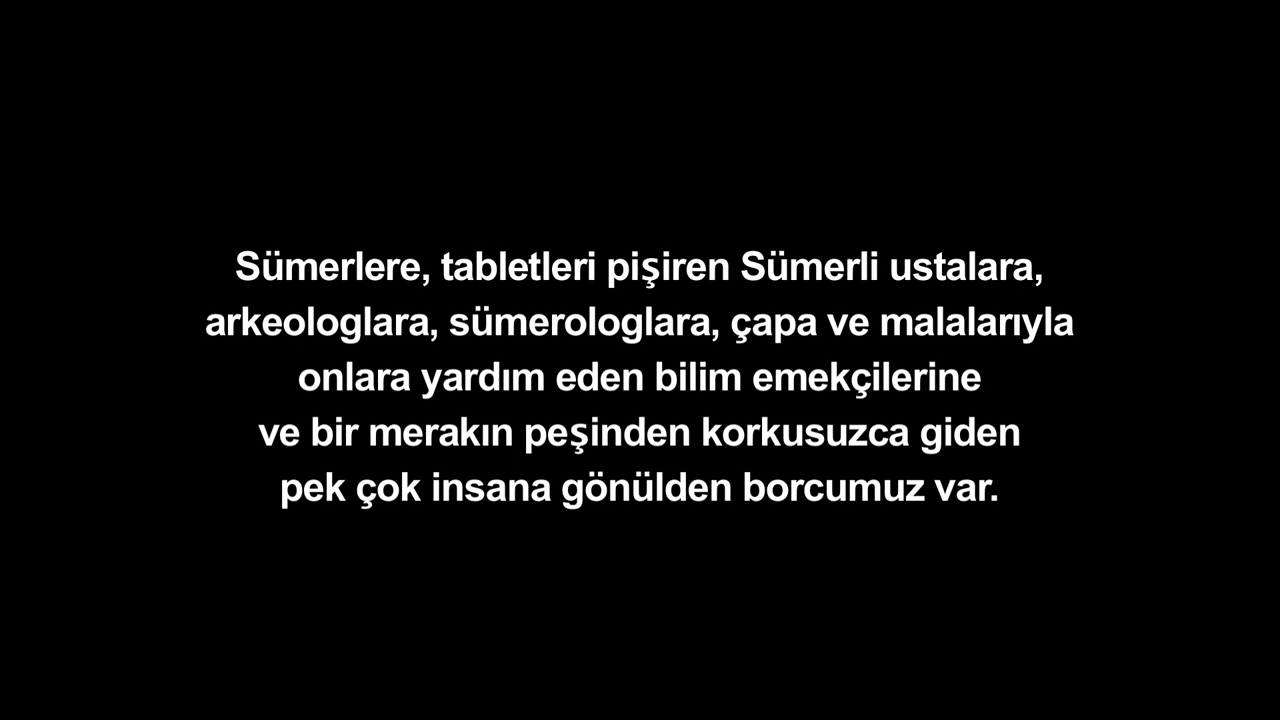 Sümerlere, tabletleri pişiren Sümerli ustalara,
arkeologlara, sümerologlara, çapa ve malalarıyla
onlara yardım eden bilim emekçilerine
ve bir merakın peşinden korkusuzca giden
pek çok insana gönülden borcumuz var.